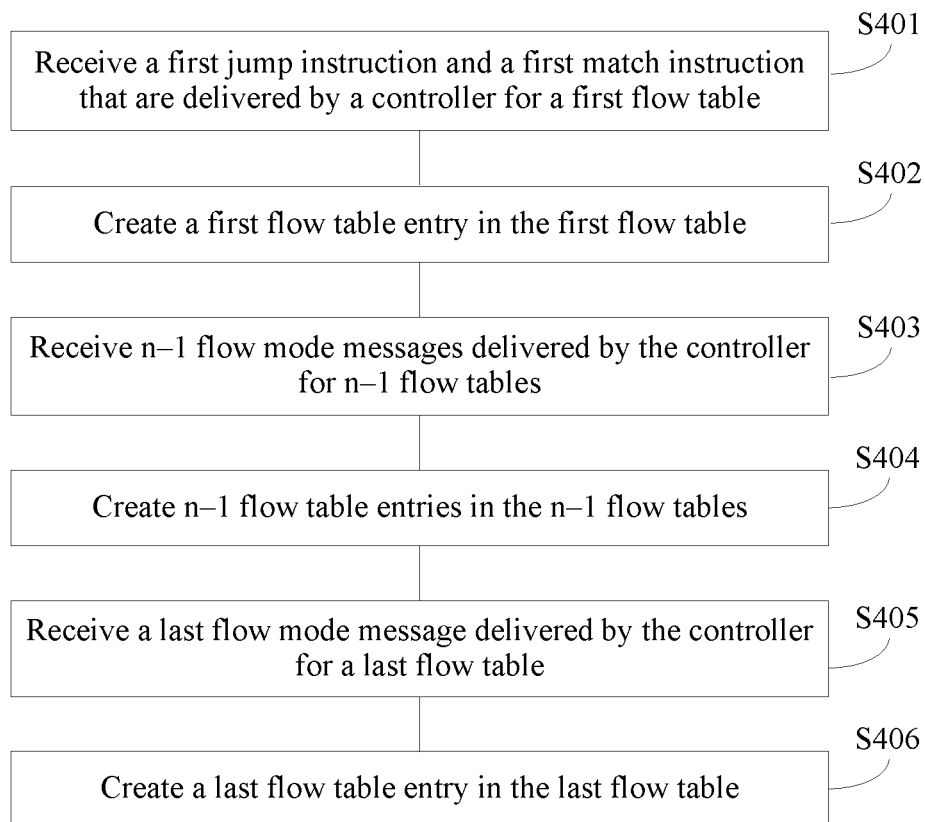 S401
Receive a first jump instruction and a first match instruction
that are delivered by a controller for a first flow table
S402
Create a first flow table entry in the first flow table
S403
Receive n–1 flow mode messages delivered by the controller
for n–1 flow tables
S404
Create n–1 flow table entries in the n–1 flow tables
S405
Receive a last flow mode message delivered by the controller
for a last flow table
S406
Create a last flow table entry in the last flow table